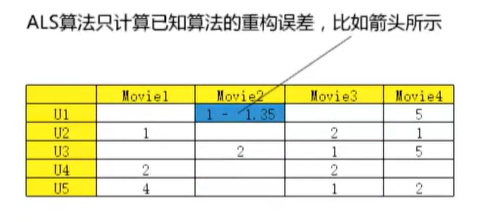 ALS算法只计算已知算法的重构误差，比如箭头所示
Movie1 Movie2 Movie3 Movie4
U1 1 - 1.35 5
U2 1 2 1
U3 2 1 5
U4 2 2
U5 4 1 2